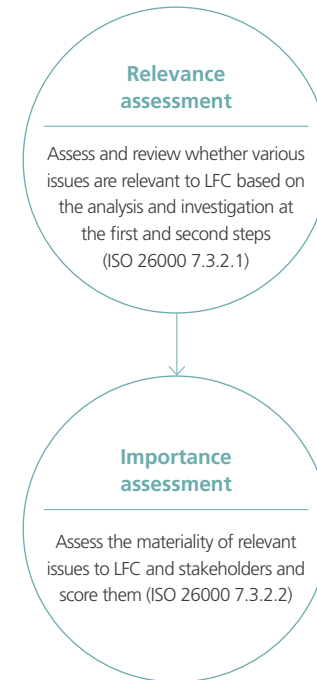 Relevance
assessment
Assess and review whether various
issues are relevant to LFC based on
the analysis and investigation at
the first and second steps
(ISO 26000 7.3.2.1)
Importance
assessment
Assess the materiality of relevant
issues to LFC and stakeholders and
score them (ISO 26000 7.3.2.2)